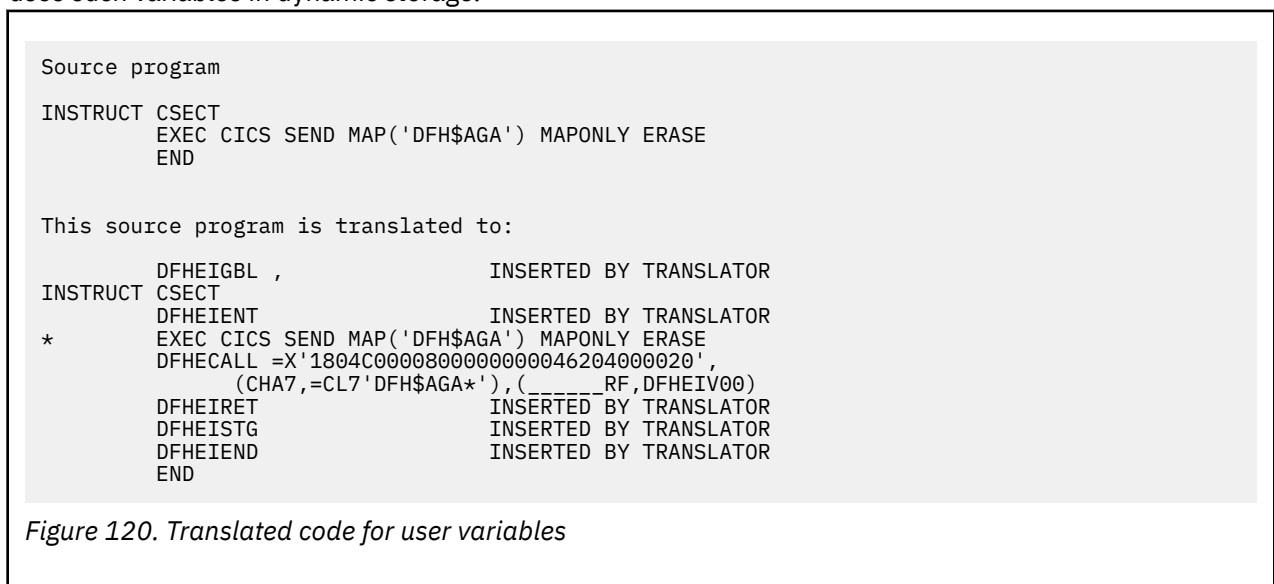 uses such variables in dynamic storage.
Source program
INSTRUCT CSECT
EXEC CICS SEND MAP('DFH$AGA') MAPONLY ERASE
END
This source program is translated to:
DFHEIGBL , INSERTED BY TRANSLATOR
INSTRUCT CSECT
DFHEIENT INSERTED BY TRANSLATOR
* EXEC CICS SEND MAP('DFH$AGA') MAPONLY ERASE
DFHECALL =X'1804C0000800000000046204000020',
(CHA7,=CL7'DFH$AGA*'),(______RF,DFHEIV00)
DFHEIRET INSERTED BY TRANSLATOR
DFHEISTG INSERTED BY TRANSLATOR
DFHEIEND INSERTED BY TRANSLATOR
END
Figure 120. Translated code for user variables